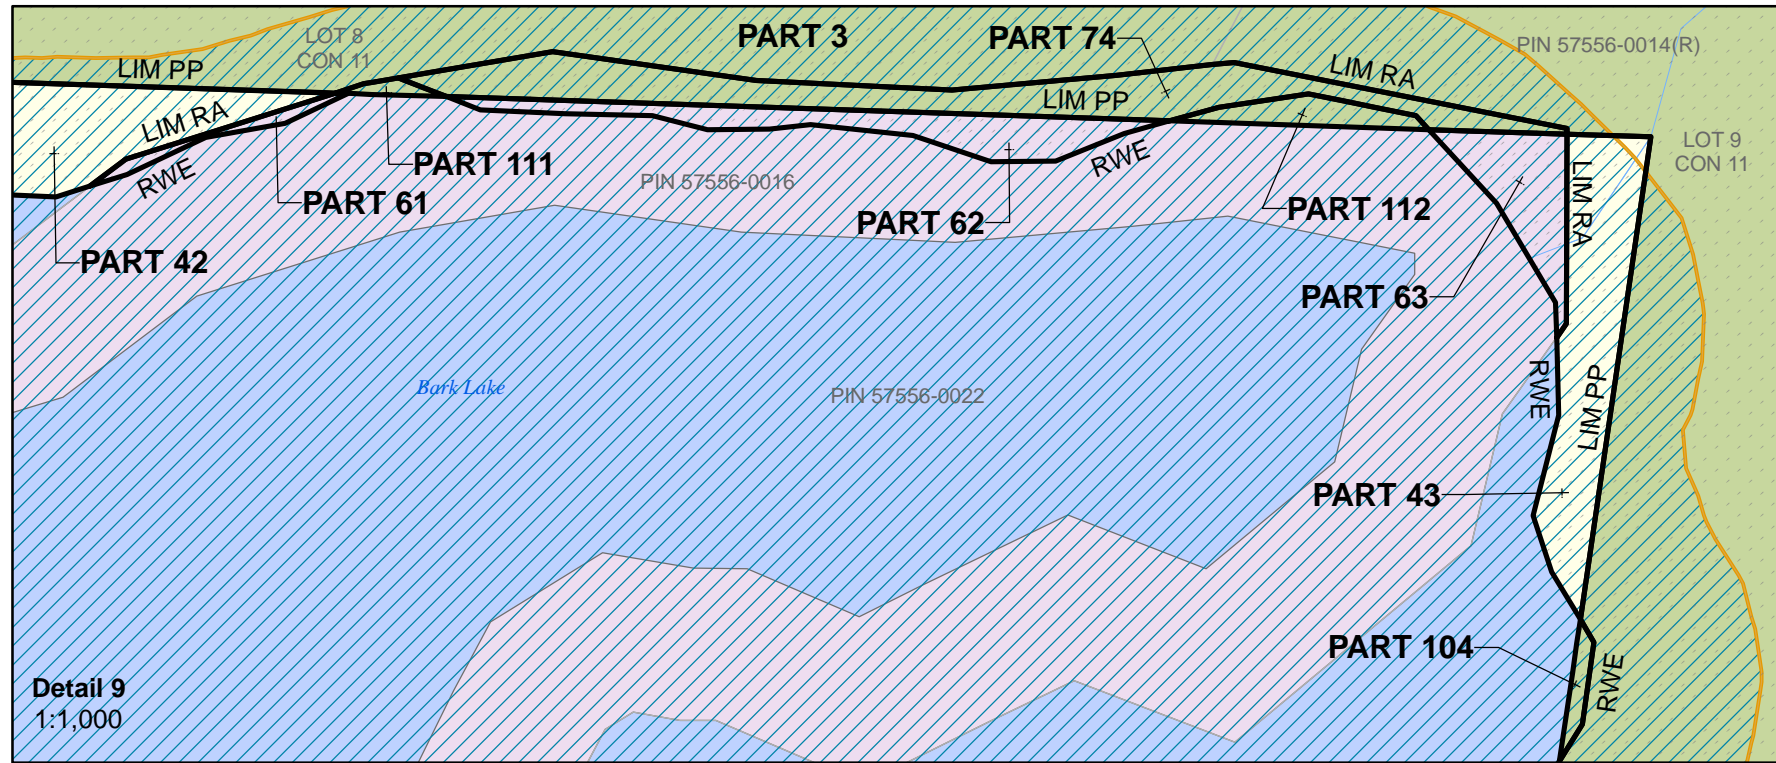 LOT 8
CON 11
PART 3
PART 74
PIN 57556-0014(R)
LIM PP
LIM RA
LIM PP
LIM RA
LOT 9
CON 11
RWE
PART 111
RWE
PIN 57556-0016
PART 61
PART 62
PART 112
LIM RA
PART 42
PART 63
Bark Lake
PIN 57556-0022
RWE
LIM PP
PART 43
PART 104
RWE
Detail 9
1:1,000